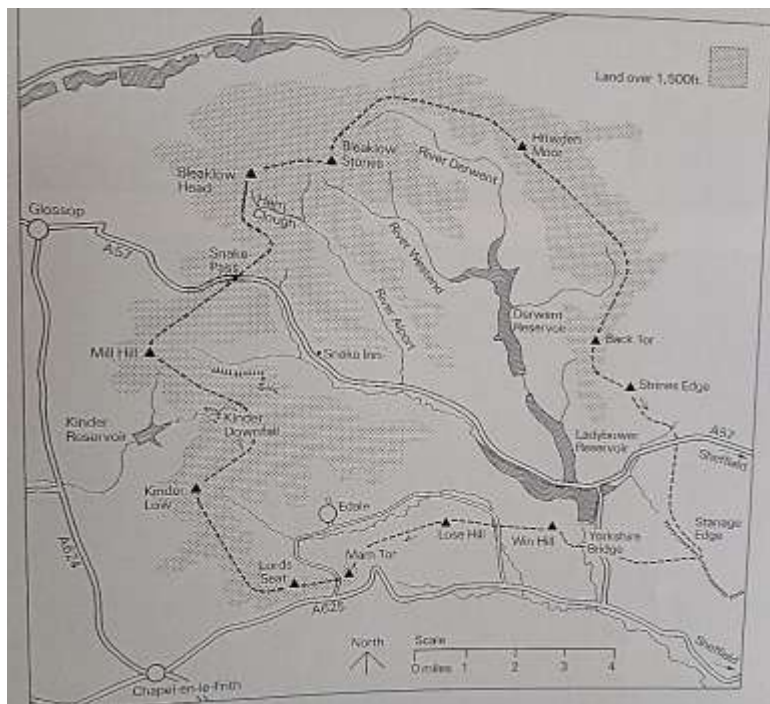 Land over 1,500ft.
Bleaklow
Stones
Howden
Moor
Bleaklow
Head
River Derwent
Glossop
Clough
A57
Snake
Pass
River Westend
River Alport
Derwent
Reservoir
Back Tor
Mill Hill
Snake Inn
Strines Edge
Kinder
Reservoir
Kinder
Downfall
A57
Sheffield
Ladybower
Reservoir
Kinder
Low
Edale
Stanage
Edge
Lose Hill
Win Hill
Yorkshire
Bridge
A624
Mam Tor
Lords
Seat
A625
North
Scale
0 miles 1 2 3 4
Sheffield
Chapel-en-le-Frith